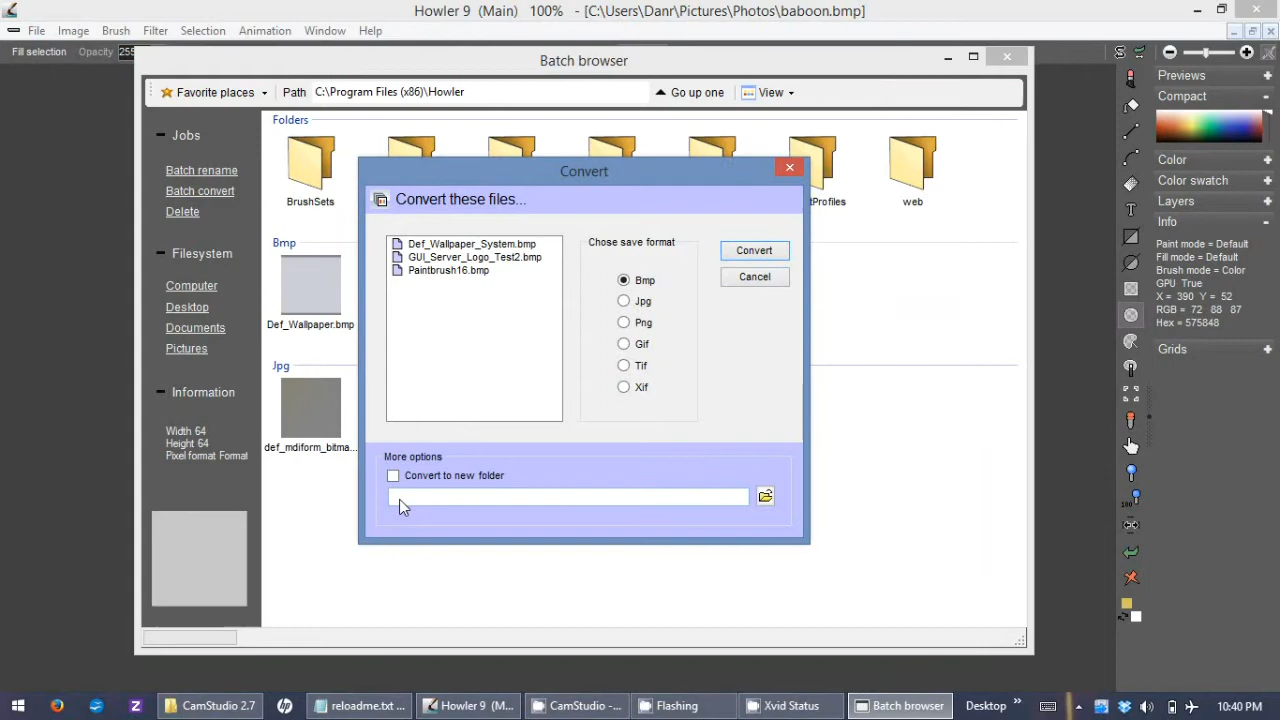 Howler 9 (Main) 100% - [C:\Users\Danr\Pictures\Photos\baboon.bmp]
File Image Brush Filter Selection Animation Window Help
Fill selection Opacity 255
Batch browser
Favorite places Path C:\Program Files (x86)\Howler Go up one View
Jobs
Batch rename
Batch convert
Delete
Filesystem
Computer
Desktop
Documents
Pictures
Information
Width 64
Height 64
Pixel format Format
Folders
BrushSets
tProfiles
web
Bmp
Def_Wallpaper.bmp
Jpg
def_mdiform_bitma...
Convert
Convert these files...
Def_Wallpaper_System.bmp
GUI_Server_Logo_Test2.bmp
Paintbrush16.bmp
Chose save format
Bmp
Jpg
Png
Gif
Tif
Xif
Convert
Cancel
More options
Convert to new folder
Previews
Compact
Color
Color swatch
Layers
Info
Paint mode = Default
Fill mode = Default
Brush mode = Color
GPU True
X = 390 Y = 52
RGB = 72 88 87
Hex = 575848
Grids
100
CamStudio 2.7
reloadme.txt ...
Howler 9 (M...
CamStudio -...
Flashing
Xvid Status
Batch browser
Desktop
10:40 PM